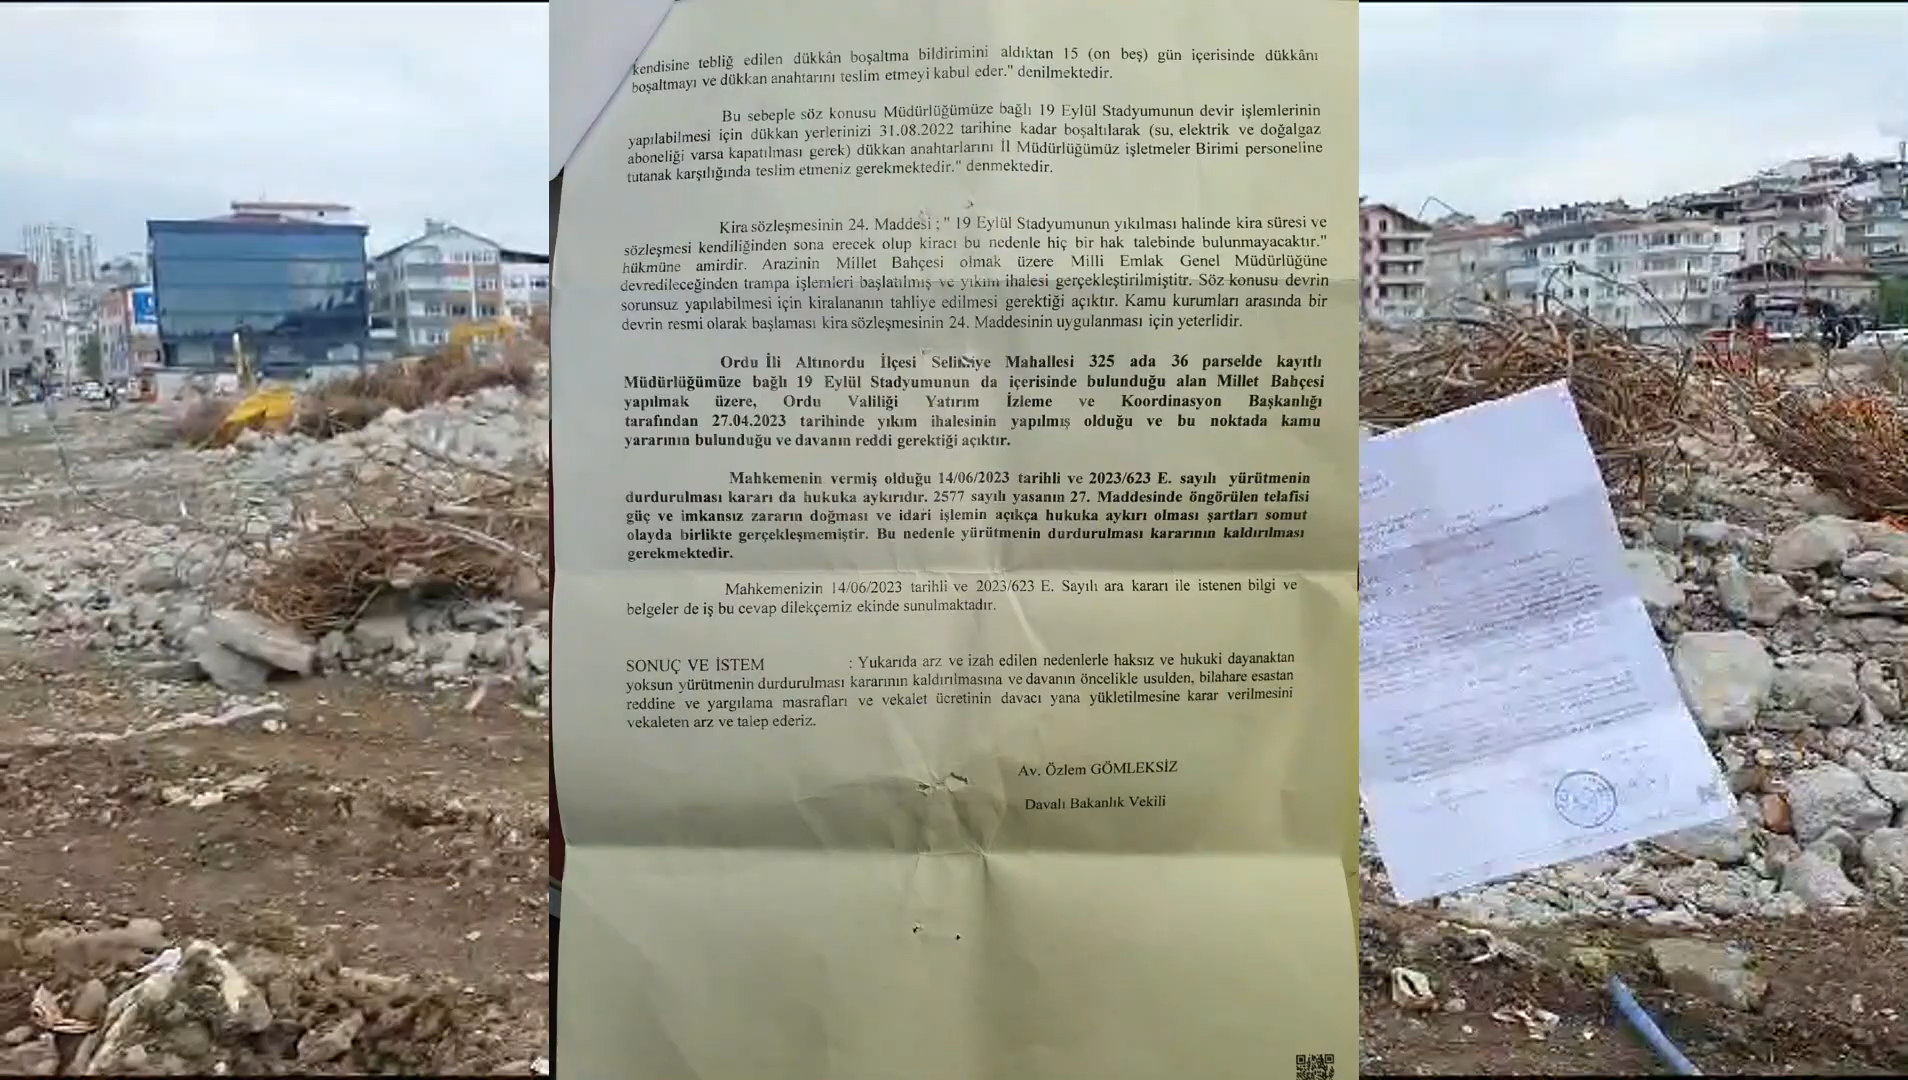 kendisine tebliğ edilen dükkân boşaltma bildirimini aldıktan 15 (on beş) gün içerisinde dükkânı
boşaltmayı ve dükkan anahtarını teslim etmeyi kabul eder." denilmektedir.
Bu sebeple söz konusu Müdürlüğümüze bağlı 19 Eylül Stadyumunun devir işlemlerinin
yapılabilmesi için dükkan yerlerinizi 31.08.2022 tarihine kadar boşaltılarak (su, elektrik ve doğalgaz
aboneliği varsa kapatılması gerek) dükkan anahtarlarını İl Müdürlüğümüz işletmeler Birimi personeline
tutanak karşılığında teslim etmeniz gerekmektedir." denmektedir.
Kira sözleşmesinin 24. Maddesi ; " 19 Eylül Stadyumunun yıkılması halinde kira süresi ve
sözleşmesi kendiliğinden sona erecek olup kiracı bu nedenle hiç bir hak talebinde bulunmayacaktır."
hükmüne amirdir. Arazinin Millet Bahçesi olmak üzere Milli Emlak Genel Müdürlüğüne
devredileceğinden trampa işlemleri başlatılmış ve yıkım ihalesi gerçekleştirilmiştir. Söz konusu devrin
sorunsuz yapılabilmesi için kiralananın tahliye edilmesi gerektiği açıktır. Kamu kurumları arasında bir
devrin resmi olarak başlaması kira sözleşmesinin 24. Maddesinin uygulanması için yeterlidir.
Ordu İli Altınordu İlçesi Selimiye Mahallesi 325 ada 36 parselde kayıtlı
Müdürlüğümüze bağlı 19 Eylül Stadyumunun da içerisinde bulunduğu alan Millet Bahçesi
yapılmak üzere, Ordu Valiliği Yatırım İzleme ve Koordinasyon Başkanlığı
tarafından 27.04.2023 tarihinde yıkım ihalesinin yapılmış olduğu ve bu noktada kamu
yararının bulunduğu ve davanın reddi gerektiği açıktır.
Mahkemenin vermiş olduğu 14/06/2023 tarihli ve 2023/623 E. sayılı yürütmenin
durdurulması kararı da hukuka aykırıdır. 2577 sayılı yasanın 27. Maddesinde öngörülen telafisi
güç ve imkansız zararın doğması ve idari işlemin açıkça hukuka aykırı olması şartları somut
olayda birlikte gerçekleşmemiştir. Bu nedenle yürütmenin durdurulması kararının kaldırılması
gerekmektedir.
Mahkemenizin 14/06/2023 tarihli ve 2023/623 E. Sayılı ara kararı ile istenen bilgi ve
belgeler de iş bu cevap dilekçemiz ekinde sunulmaktadır.
SONUÇ VE İSTEM : Yukarıda arz ve izah edilen nedenlerle haksız ve hukuki dayanaktan
yoksun yürütmenin durdurulması kararının kaldırılmasına ve davanın öncelikle usulden, bilahare esastan
reddine ve yargılama masrafları ve vekalet ücretinin davacı yana yükletilmesine karar verilmesini
vekaleten arz ve talep ederiz.
Av. Özlem GÖMLEKSİZ
Davalı Bakanlık Vekili